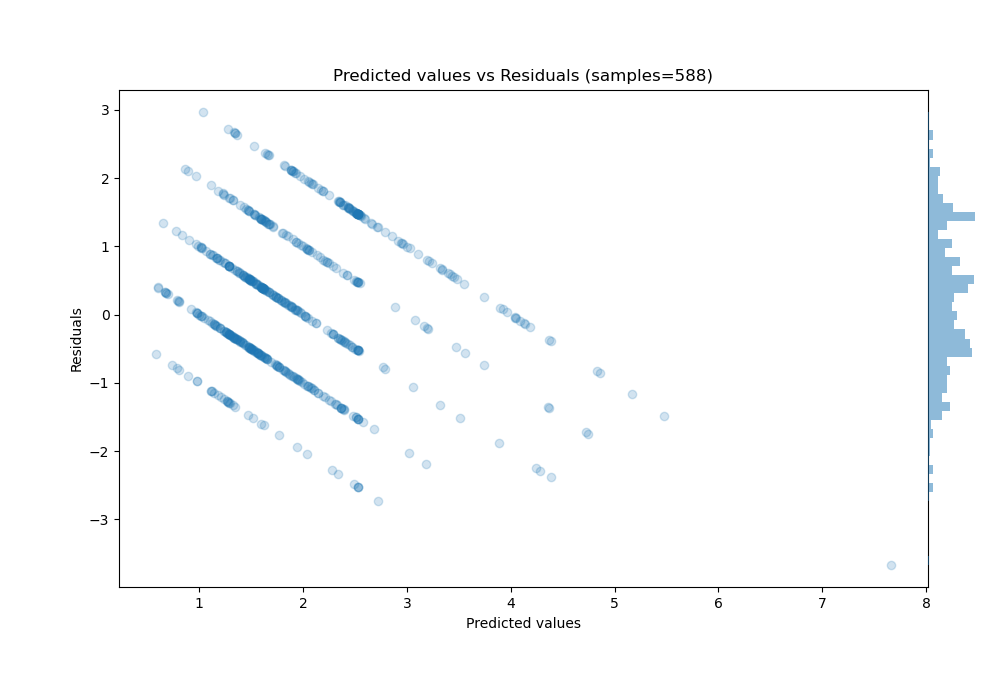 Predicted values vs Residuals (samples=588)
3
2
1
0
−1
−2
−3
Residuals
1 2 3 4 5 6 7 8
Predicted values